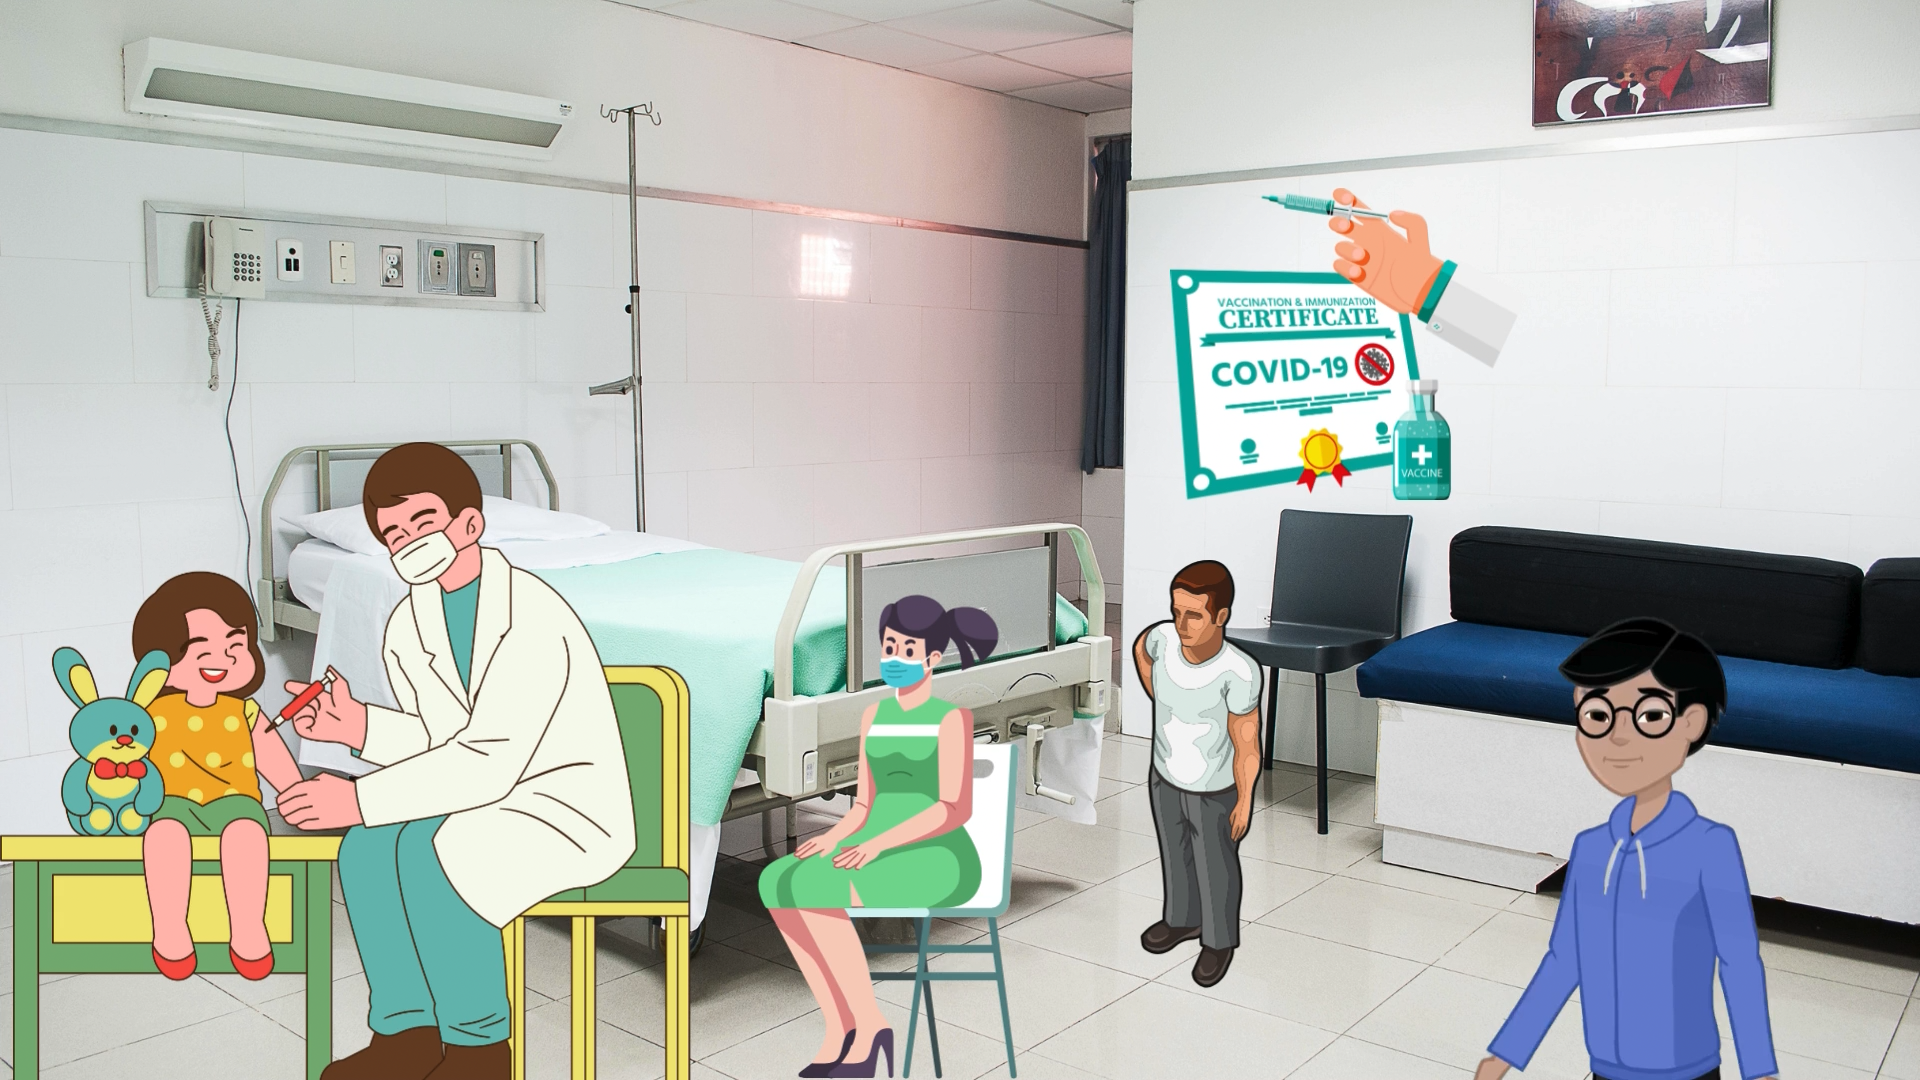 VACCINATION & IMMUNIZATION
CERTIFICATE
COVID-19
VACCINE